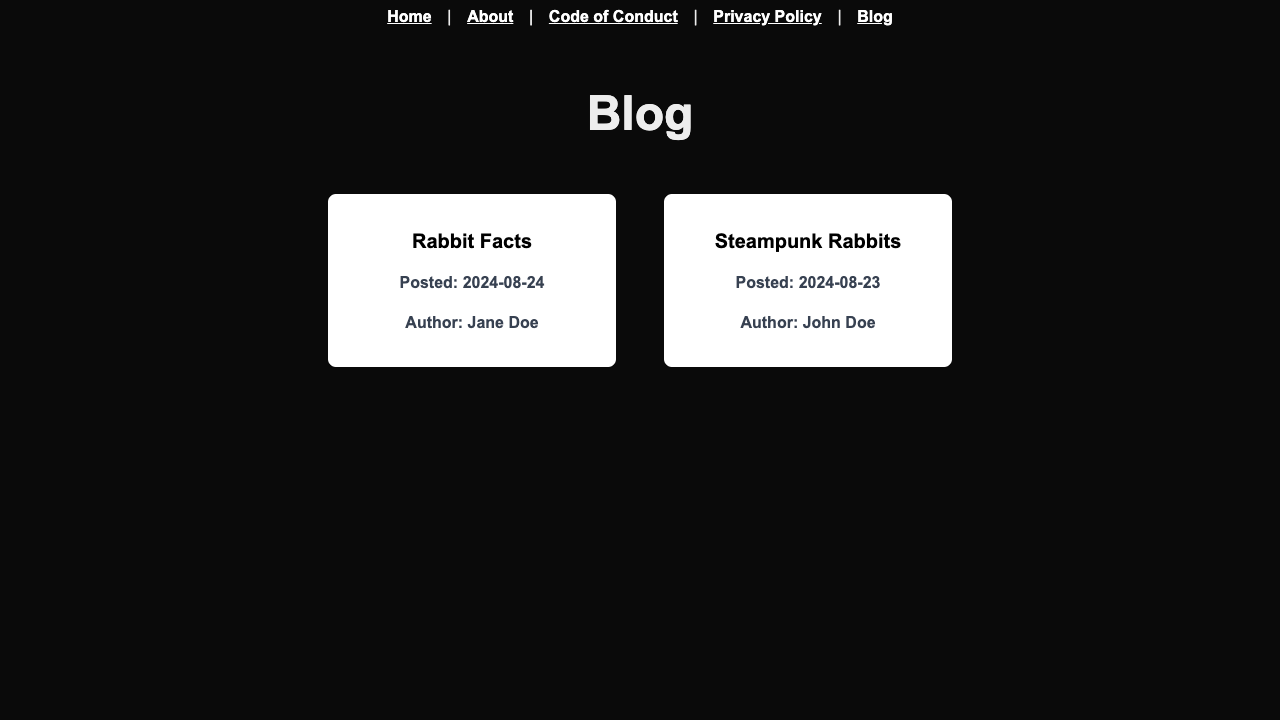 Home | About | Code of Conduct | Privacy Policy | Blog
Blog
Rabbit Facts
Posted: 2024-08-24
Author: Jane Doe
Steampunk Rabbits
Posted: 2024-08-23
Author: John Doe